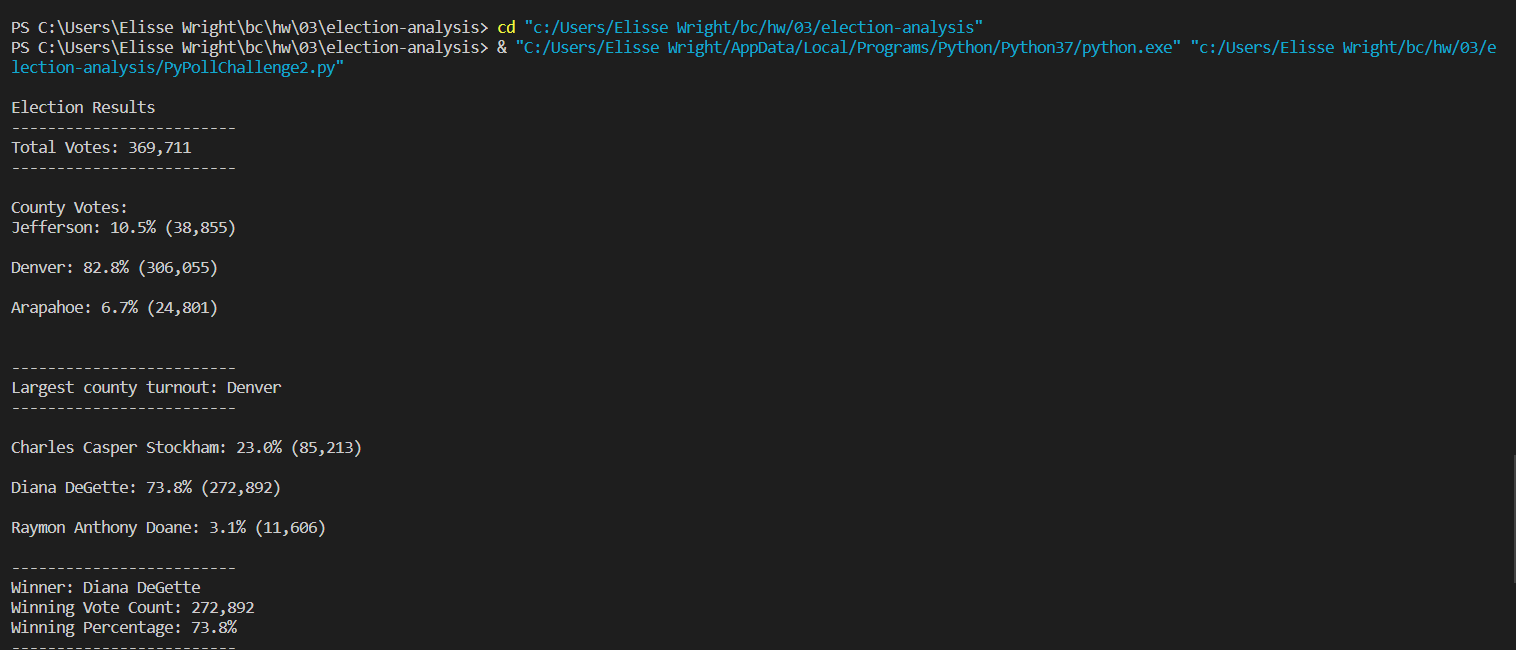 PS C:\Users\Elisse Wright\bc\hw\03\election-analysis> cd "c:/Users/Elisse Wright/bc/hw/03/election-analysis"
PS C:\Users\Elisse Wright\bc\hw\03\election-analysis> & "C:/Users/Elisse Wright/AppData/Local/Programs/Python/Python37/python.exe" "c:/Users/Elisse Wright/bc/hw/03/e
lection-analysis/PyPollChallenge2.py"
Election Results
-------------------------
Total Votes: 369,711
-------------------------
County Votes:
Jefferson: 10.5% (38,855)
Denver: 82.8% (306,055)
Arapahoe: 6.7% (24,801)
-------------------------
Largest county turnout: Denver
-------------------------
Charles Casper Stockham: 23.0% (85,213)
Diana DeGette: 73.8% (272,892)
Raymon Anthony Doane: 3.1% (11,606)
-------------------------
Winner: Diana DeGette
Winning Vote Count: 272,892
Winning Percentage: 73.8%
-------------------------